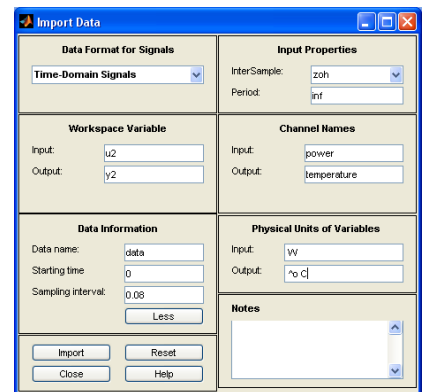 Import Data
Data Format for Signals
Time-Domain Signals
Input Properties
InterSample: zoh
Period: inf
Workspace Variable
Input: u2
Output: y2
Channel Names
Input: power
Output: temperature
Data Information
Data name: data
Starting time 0
Sampling interval: 0.08
Less
Physical Units of Variables
Input: W
Output: ^o C
Notes
Import Reset
Close Help